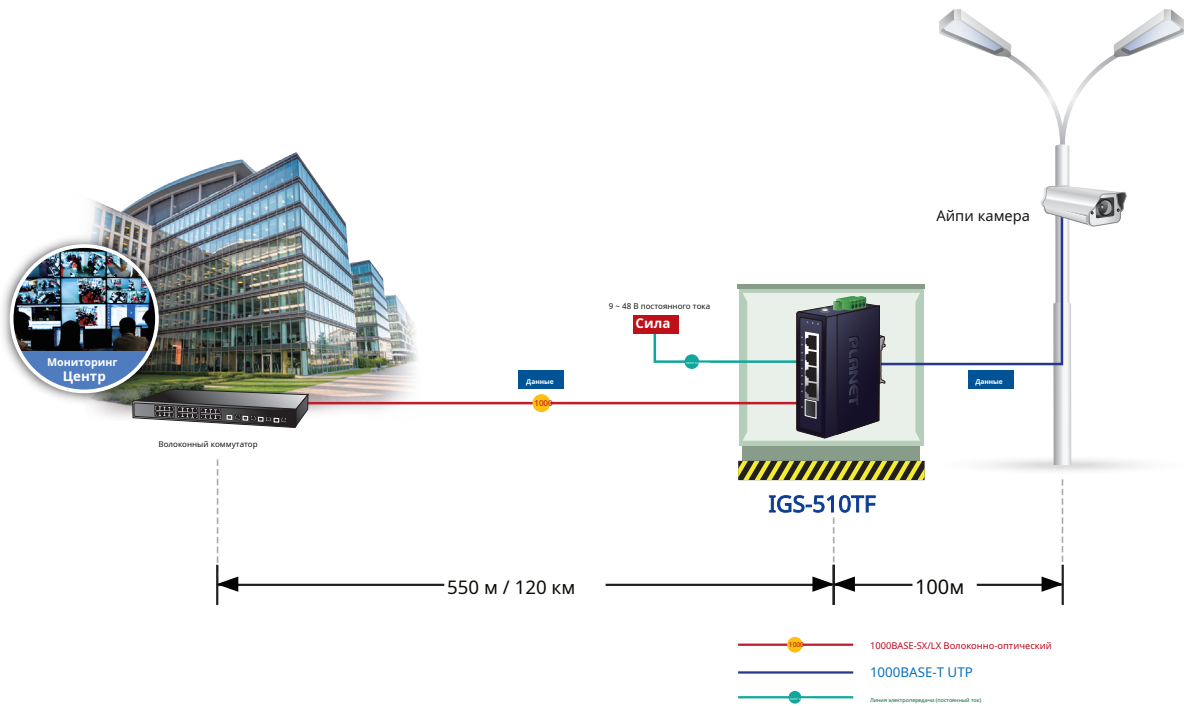 Айпи камера
9 ~ 48 В постоянного тока
Сила
Мониторинг
Центр
Данные
Данные
1000
PLANET
Волоконный коммутатор
IGS-510TF
550 м / 120 км
100м
1000
1000BASE-SX/LX Волоконно-оптический
1000BASE-T UTP
Линия электропередачи (постоянный ток)